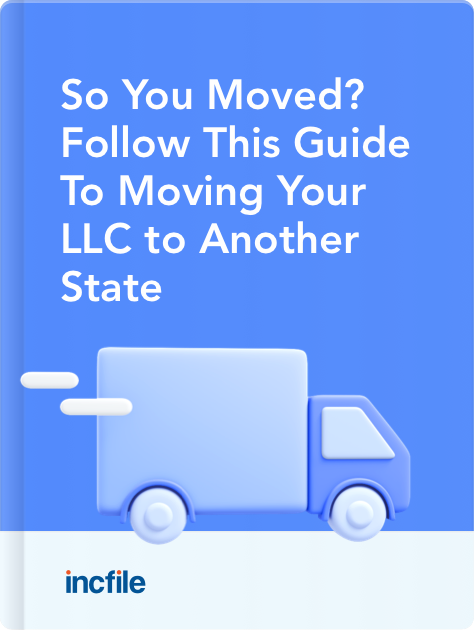 So You Moved?
Follow This Guide
To Moving Your
LLC to Another
State
incfile